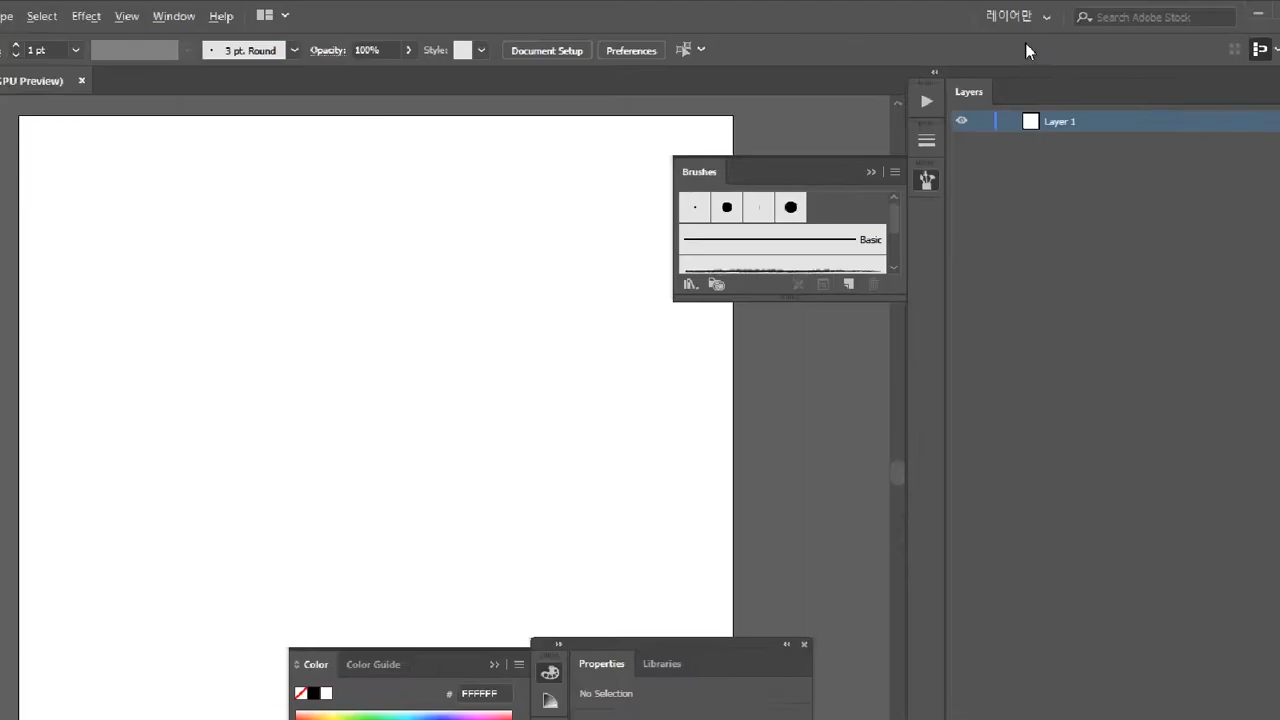 pe Select Effect View Window Help 레이어만 Search Adobe Stock
1 pt 3 pt. Round Opacity: 100% Style: Document Setup Preferences
PU Preview) Layers
Layer 1
Brushes
Basic
Color Color Guide Properties Libraries
# FFFFFF No Selection